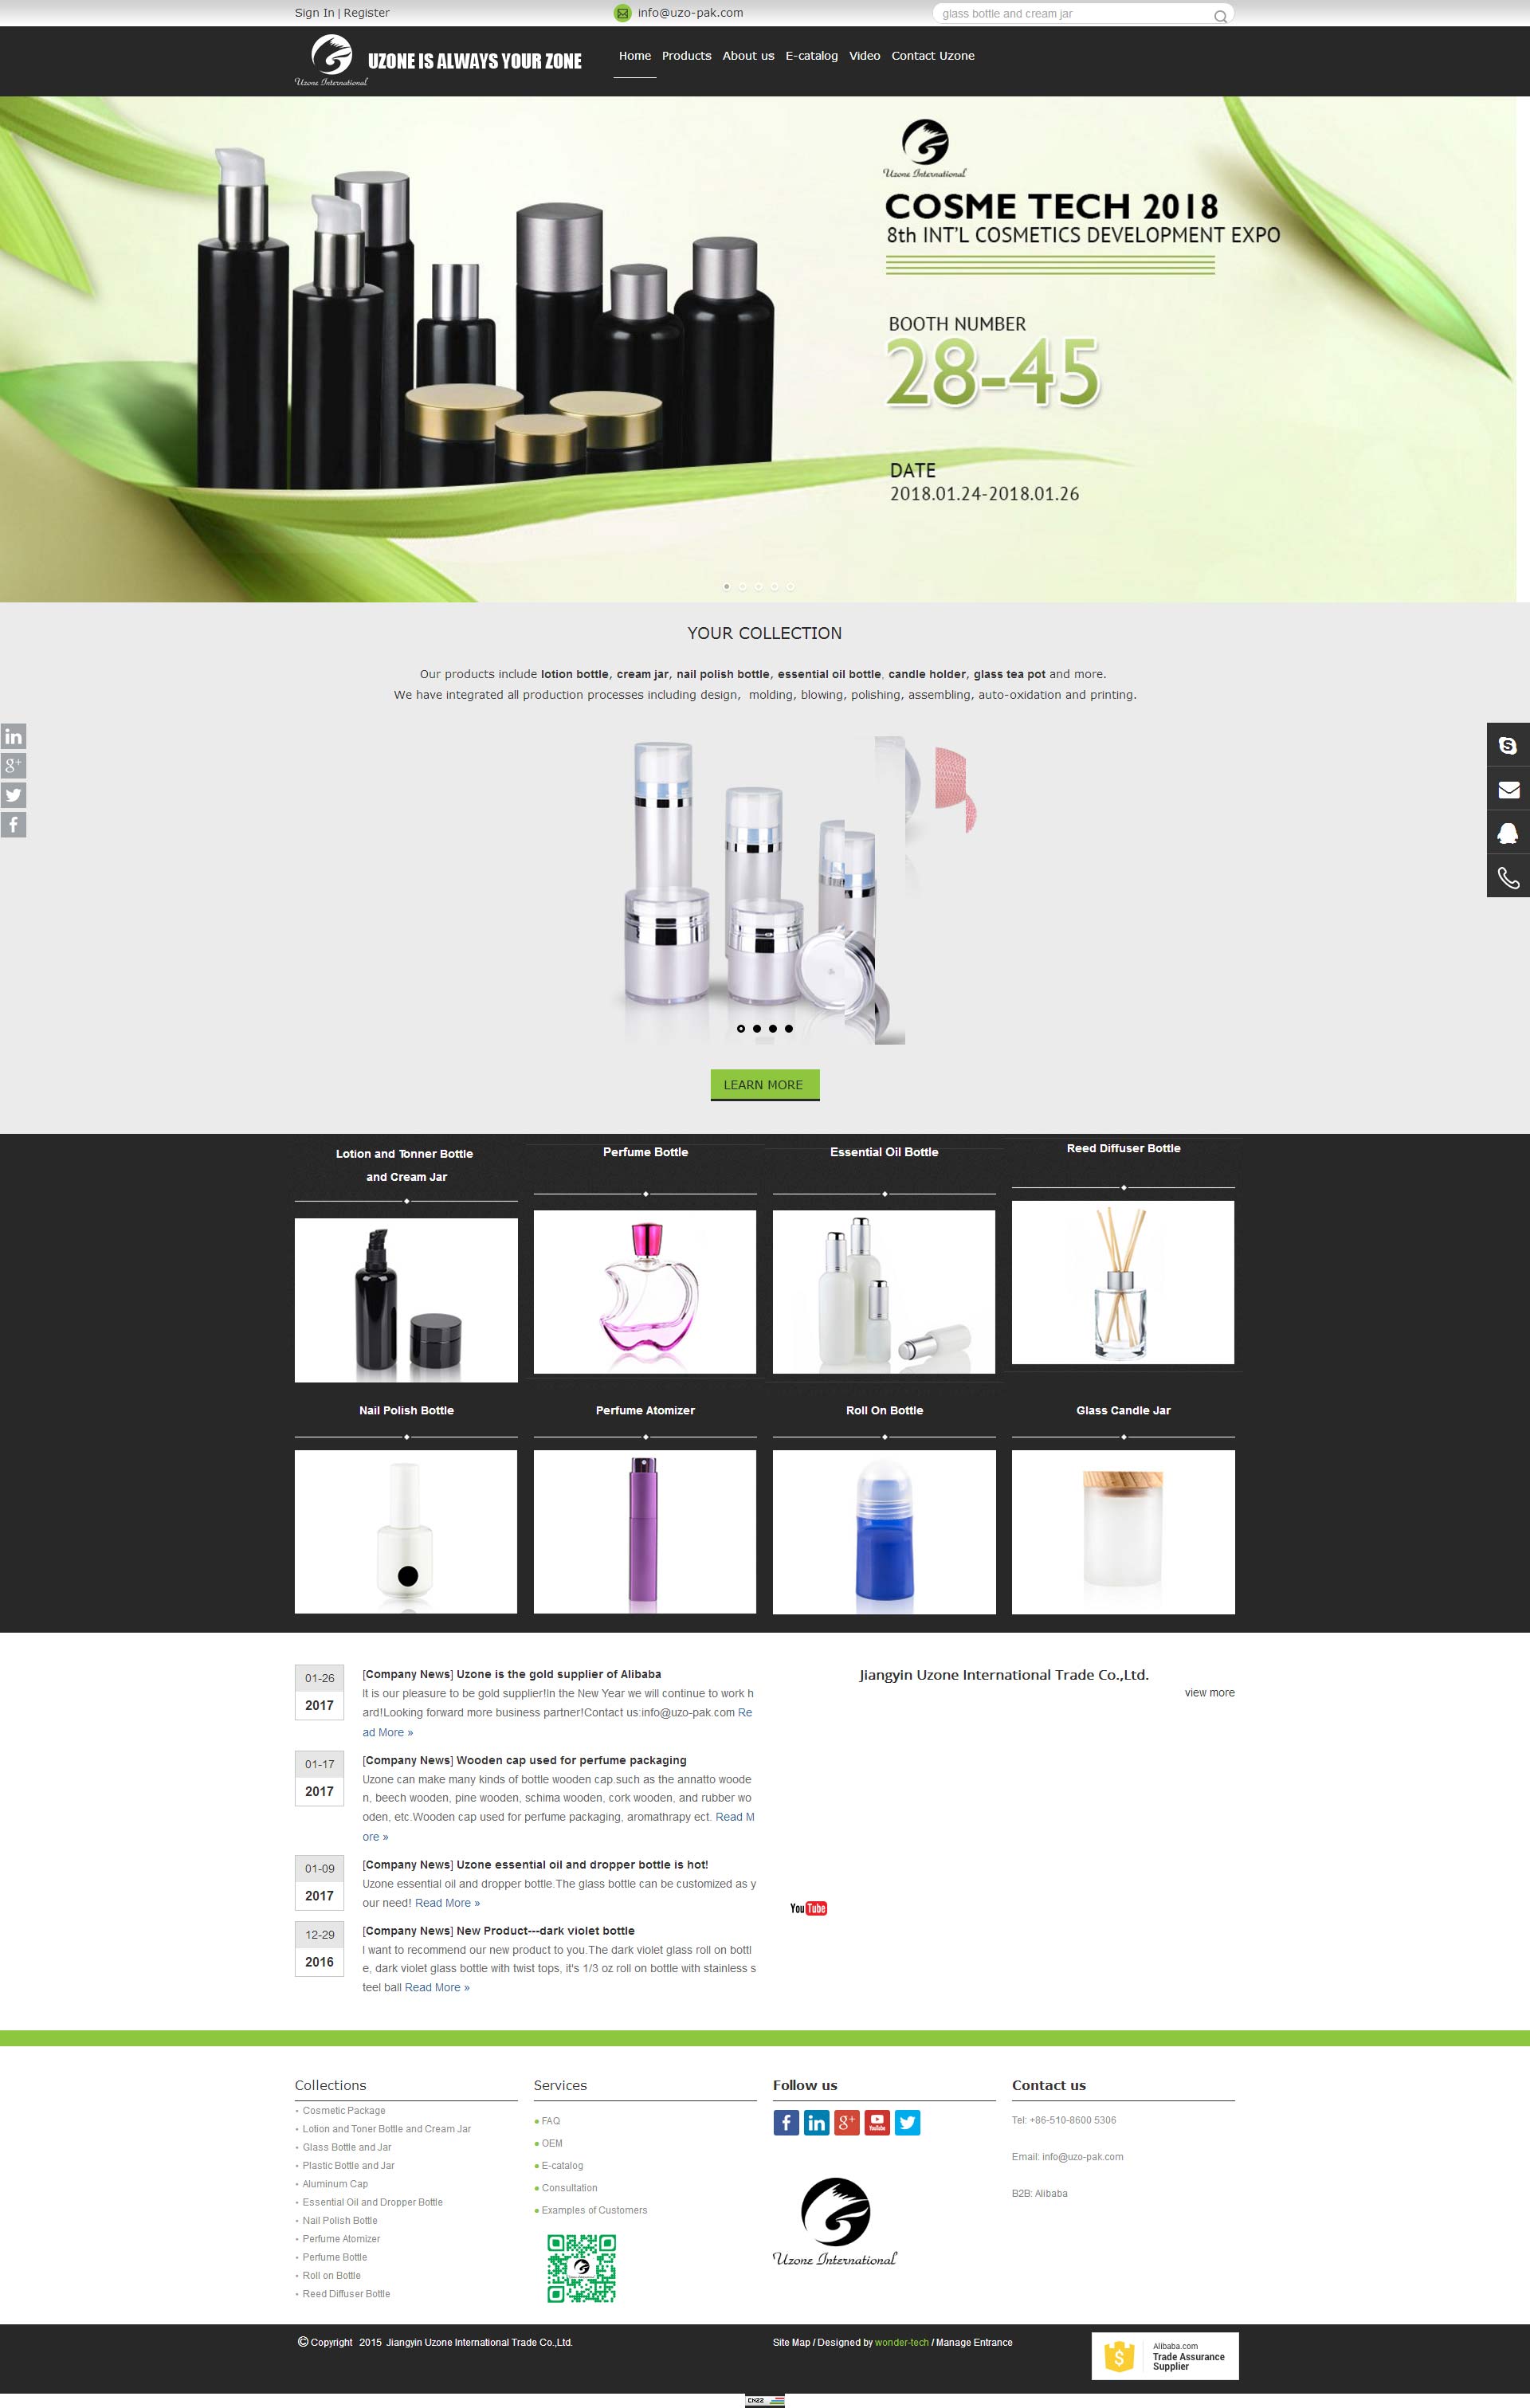 Sign In | Register
info@uzo-pak.com
glass bottle and cream jar
Uzone International
UZONE IS ALWAYS YOUR ZONE
Home Products About us E-catalog Video Contact Uzone
Uzone International
COSME TECH 2018
8th INT'L COSMETICS DEVELOPMENT EXPO
BOOTH NUMBER
28-45
DATE
2018.01.24-2018.01.26
YOUR COLLECTION
Our products include lotion bottle, cream jar, nail polish bottle, essential oil bottle, candle holder, glass tea pot and more.
We have integrated all production processes including design, molding, blowing, polishing, assembling, auto-oxidation and printing.
LEARN MORE
Lotion and Tonner Bottle
and Cream Jar
Perfume Bottle
Essential Oil Bottle
Reed Diffuser Bottle
Nail Polish Bottle
Perfume Atomizer
Roll On Bottle
Glass Candle Jar
01-26
2017
[Company News] Uzone is the gold supplier of Alibaba
It is our pleasure to be gold supplier!In the New Year we will continue to work h
ard!Looking forward more business partner!Contact us:info@uzo-pak.com Re
ad More »
01-17
2017
[Company News] Wooden cap used for perfume packaging
Uzone can make many kinds of bottle wooden cap.such as the annatto woode
n, beech wooden, pine wooden, schima wooden, cork wooden, and rubber wo
oden, etc.Wooden cap used for perfume packaging, aromathrapy ect. Read M
ore »
01-09
2017
[Company News] Uzone essential oil and dropper bottle is hot!
Uzone essential oil and dropper bottle.The glass bottle can be customized as y
our need! Read More »
12-29
2016
[Company News] New Product---dark violet bottle
I want to recommend our new product to you.The dark violet glass roll on bottl
e, dark violet glass bottle with twist tops, it's 1/3 oz roll on bottle with stainless s
teel ball Read More »
Jiangyin Uzone International Trade Co.,Ltd.
view more
YouTube
Collections
Cosmetic Package
Lotion and Toner Bottle and Cream Jar
Glass Bottle and Jar
Plastic Bottle and Jar
Aluminum Cap
Essential Oil and Dropper Bottle
Nail Polish Bottle
Perfume Atomizer
Perfume Bottle
Roll on Bottle
Reed Diffuser Bottle
Services
FAQ
OEM
E-catalog
Consultation
Examples of Customers
Follow us
YouTube
Uzone International
Contact us
Tel: +86-510-8600 5306
Email: info@uzo-pak.com
B2B: Alibaba
© Copyright 2015 Jiangyin Uzone International Trade Co.,Ltd.
Site Map / Designed by wonder-tech / Manage Entrance
Alibaba.com
Trade Assurance
Supplier
CNZZ